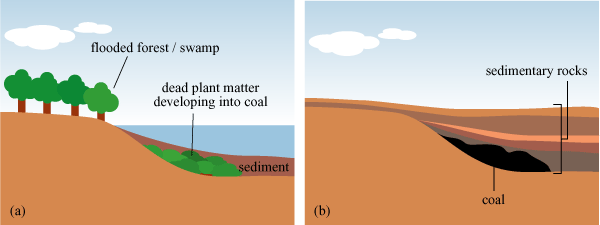 flooded forest / swamp
dead plant matter
developing into coal
sediment
(a)
sedimentary rocks
coal
(b)